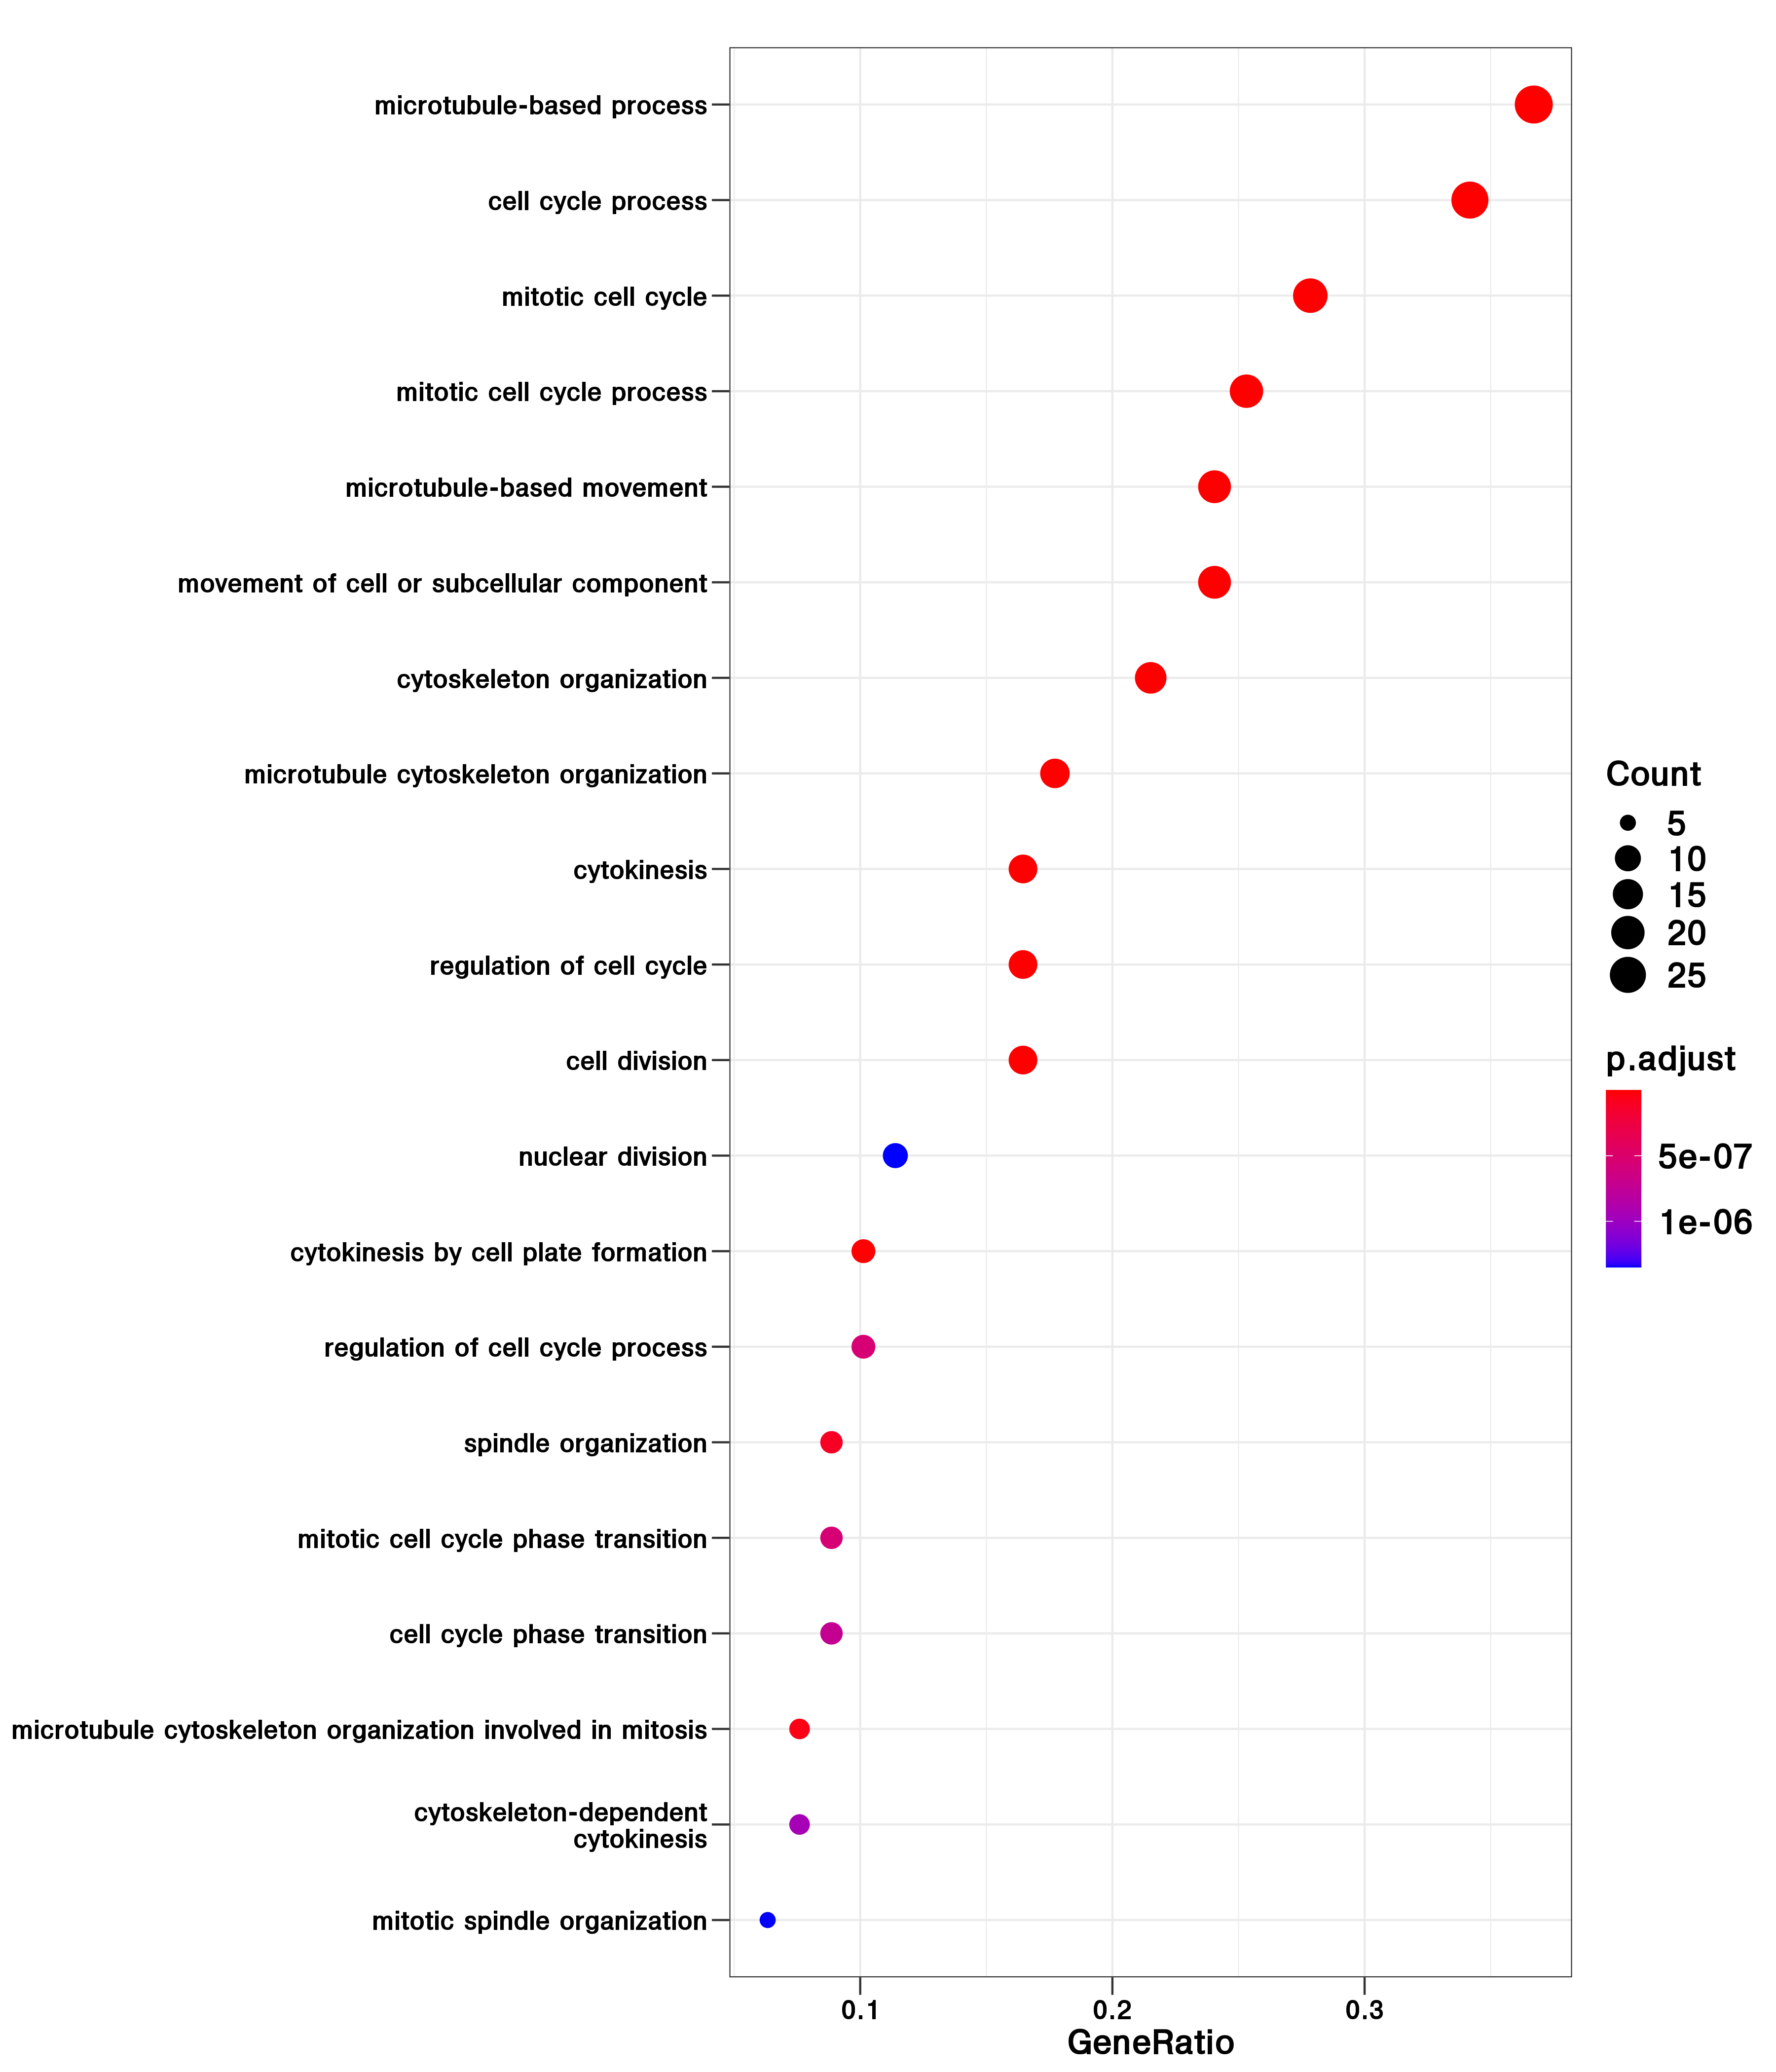 microtubule-based process
cell cycle process
mitotic cell cycle
mitotic cell cycle process
microtubule-based movement
movement of cell or subcellular component
cytoskeleton organization
microtubule cytoskeleton organization
cytokinesis
regulation of cell cycle
cell division
nuclear division
cytokinesis by cell plate formation
regulation of cell cycle process
spindle organization
mitotic cell cycle phase transition
cell cycle phase transition
microtubule cytoskeleton organization involved in mitosis
cytoskeleton-dependent
cytokinesis
mitotic spindle organization
0.1 0.2 0.3
GeneRatio
Count
5
10
15
20
25
p.adjust
5e-07
1e-06